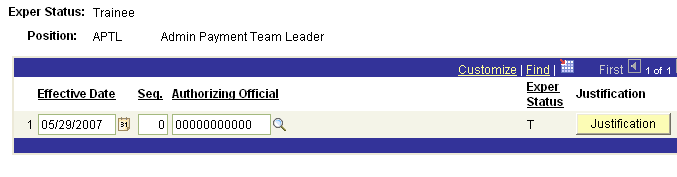 Exper Status: Trainee
Position: APTL Admin Payment Team Leader
Customize | Find | First 1 of 1
Effective Date Seq. Authorizing Official Exper Status Justification
1 05/29/2007 31 0 00000000000 T Justification